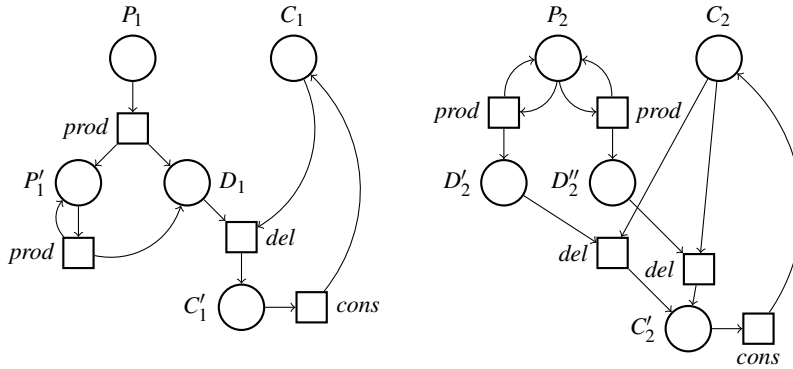 P₁ C₁ P₂ C₂
prod prod prod
P′₁ D₁ D′₂ D″₂
prod del del del
C′₁ cons C′₂
cons